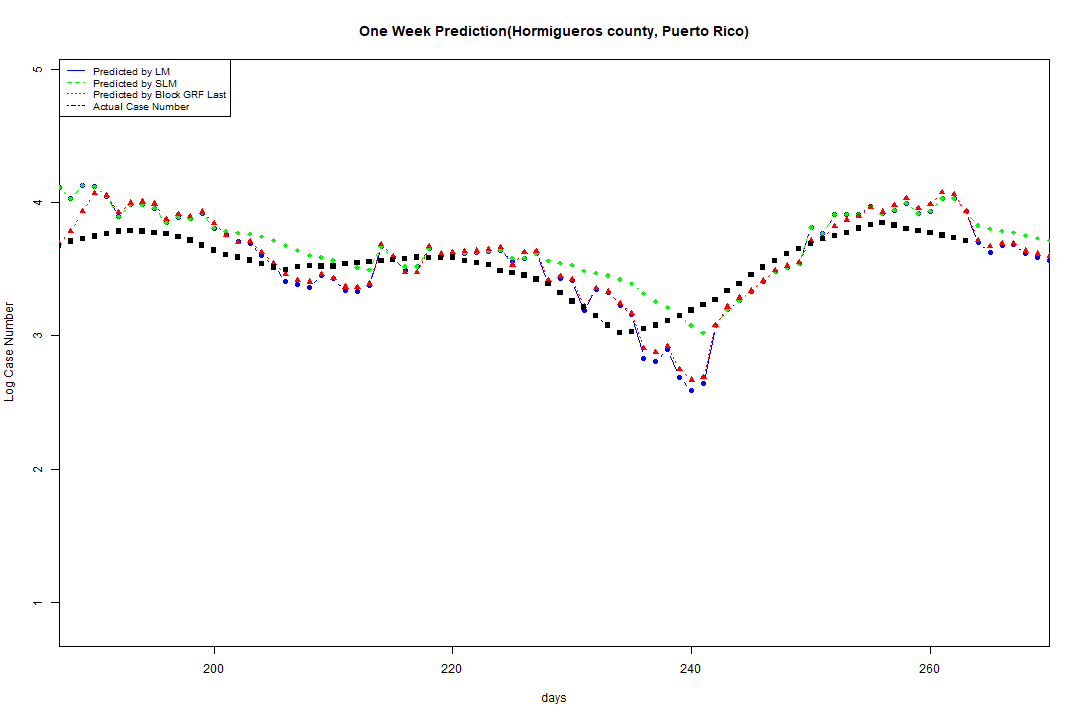 One Week Prediction(Hormigueros county, Puerto Rico)
Predicted by LM
Predicted by SLM
Predicted by Block GRF Last
Actual Case Number
5
4
3
2
1
Log Case Number
200
220
240
260
days